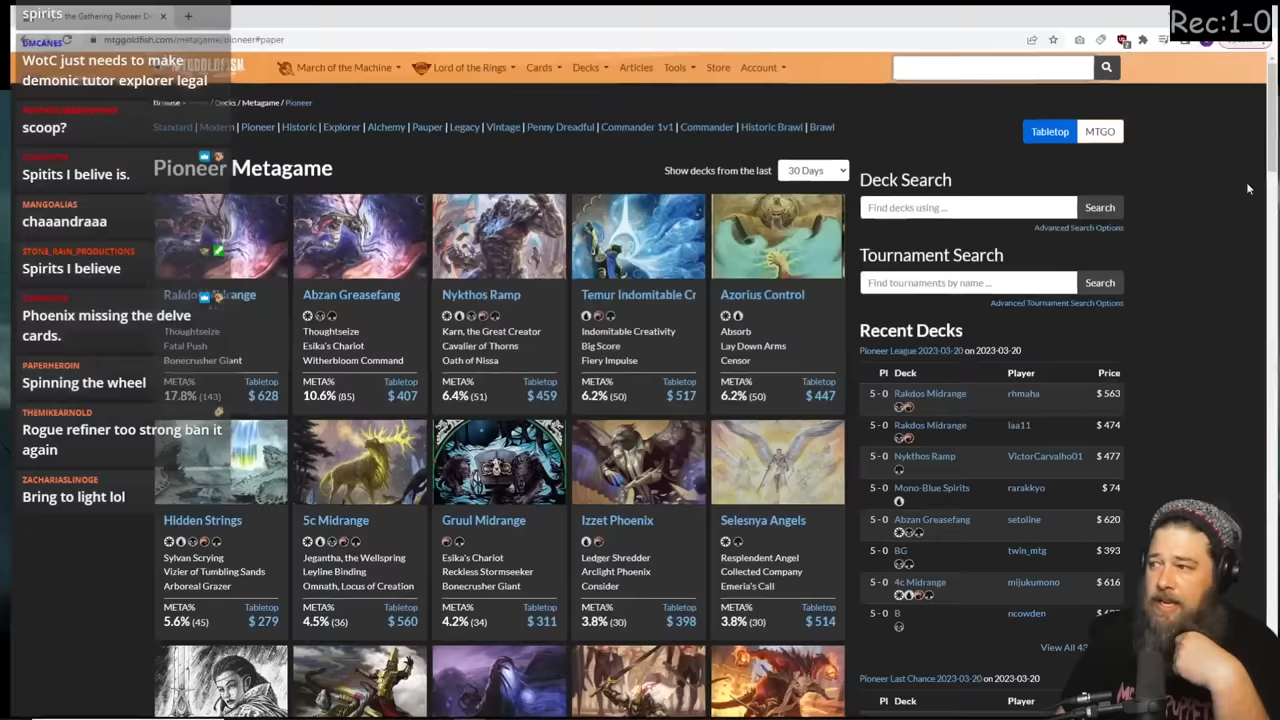 spirits
the Gathering Pioneer De
Rec:1-0
DMCANES
mtggoldfish.com/metagame/pioneer#paper
WotC just needs to make
demonic tutor explorer legal
March of the Machine
Lord of the Rings
Cards
Decks
Articles
Tools
Store
Account
Browse
/ Decks / Metagame / Pioneer
scoop?
Standard | Modern | Pioneer | Historic | Explorer | Alchemy | Pauper | Legacy | Vintage | Penny Dreadful | Commander 1v1 | Commander | Historic Brawl | Brawl
Tabletop
MTGO
Spitits I belive is.
Pioneer Metagame
Show decks from the last
30 Days
Deck Search
Find decks using ...
Search
Advanced Search Options
MANGOALIAS
chaaandraaa
STONE_RAIN_PRODUCTIONS
Spirits I believe
Tournament Search
Find tournaments by name ...
Search
Advanced Tournament Search Options
Phoenix missing the delve
cards.
PAPERHEROIN
Spinning the wheel
THEMIKEARNOLD
Rogue refiner too strong ban it
again
ZACHARIASLINOGE
Bring to light lol
Rakdos Midrange
Thoughtseize
Fatal Push
Bonecrusher Giant
META%
Tabletop
17.8% (143)
$ 628
Abzan Greasefang
Thoughtseize
Esika's Chariot
Witherbloom Command
META%
Tabletop
10.6% (85)
$ 407
Nykthos Ramp
Karn, the Great Creator
Cavalier of Thorns
Oath of Nissa
META%
Tabletop
6.4% (51)
$ 459
Temur Indomitable Cr
Indomitable Creativity
Big Score
Fiery Impulse
META%
Tabletop
6.2% (50)
$ 517
Azorius Control
Absorb
Lay Down Arms
Censor
META%
Tabletop
6.2% (50)
$ 447
Hidden Strings
Sylvan Scrying
Vizier of Tumbling Sands
Arboreal Grazer
META%
Tabletop
5.6% (45)
$ 279
5c Midrange
Jegantha, the Wellspring
Leyline Binding
Omnath, Locus of Creation
META%
Tabletop
4.5% (36)
$ 560
Gruul Midrange
Esika's Chariot
Reckless Stormseeker
Bonecrusher Giant
META%
Tabletop
4.2% (34)
$ 311
Izzet Phoenix
Ledger Shredder
Arclight Phoenix
Consider
META%
Tabletop
3.8% (30)
$ 398
Selesnya Angels
Resplendent Angel
Collected Company
Emeria's Call
META%
Tabletop
3.8% (30)
$ 514
Recent Decks
Pioneer League 2023-03-20 on 2023-03-20
Pl Deck Player Price
5 - 0 Rakdos Midrange rhmaha $ 563
5 - 0 Rakdos Midrange laa11 $ 474
5 - 0 Nykthos Ramp VictorCarvalho01 $ 477
5 - 0 Mono-Blue Spirits rarakkyo $ 74
5 - 0 Abzan Greasefang setoline $ 620
5 - 0 BG twin_mtg $ 393
5 - 0 4c Midrange mijukumono $ 616
5 - 0 B ncowden
View All
Pioneer Last Chance 2023-03-20 on 2023-03-20
Pl Deck Player Price